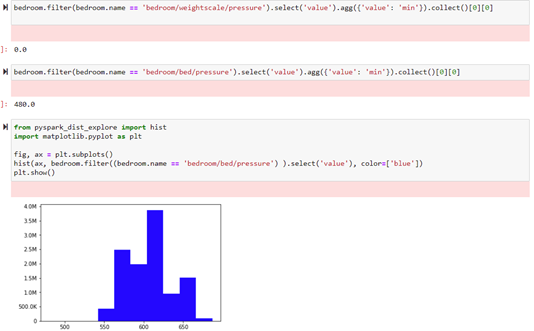 bedroom.filter(bedroom.name == 'bedroom/weightscale/pressure').select('value').agg({'value': 'min'}).collect()[0][0]
]: 0.0
bedroom.filter(bedroom.name == 'bedroom/bed/pressure').select('value').agg({'value': 'min'}).collect()[0][0]
]: 480.0
from pyspark_dist_explore import hist
import matplotlib.pyplot as plt
fig, ax = plt.subplots()
hist(ax, bedroom.filter((bedroom.name == 'bedroom/bed/pressure') ).select('value'), color=['blue'])
plt.show()
4.0M
3.5M
3.0M
2.5M
2.0M
1.5M
1.0M
500.0K
0
500 550 600 650